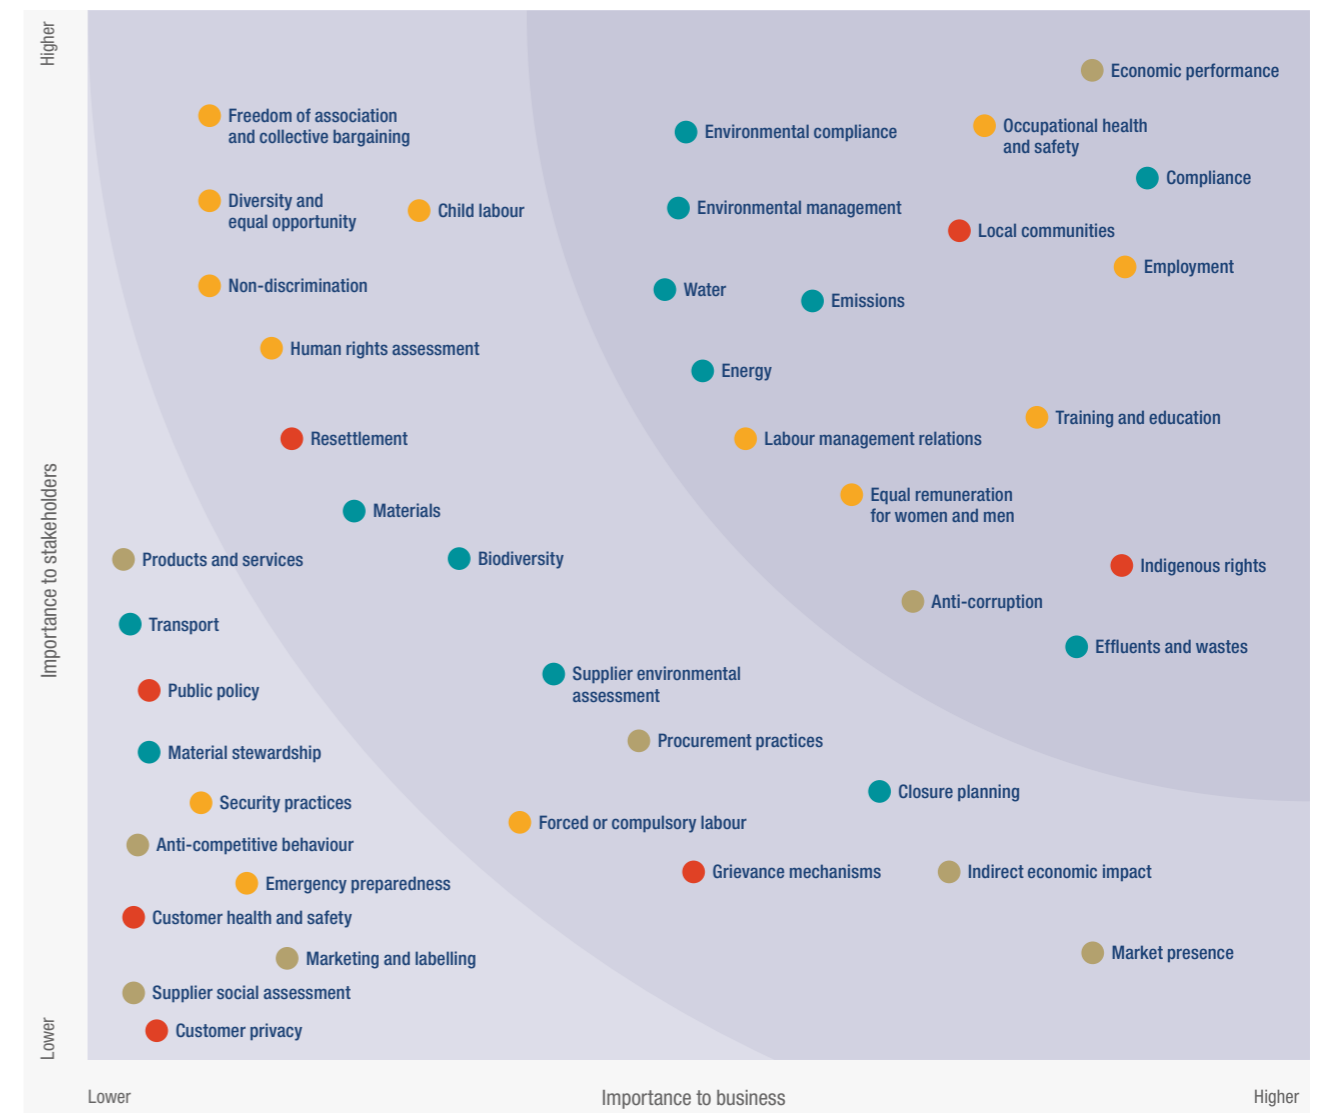 Higher
Economic performance
Freedom of association
and collective bargaining
Environmental compliance
Occupational health
and safety
Compliance
Diversity and
equal opportunity
Child labour
Environmental management
Local communities
Employment
Non-discrimination
Water
Emissions
Human rights assessment
Energy
Training and education
Resettlement
Labour management relations
Equal remuneration
for women and men
Materials
Importance to stakeholders
Products and services
Biodiversity
Indigenous rights
Anti-corruption
Transport
Effluents and wastes
Supplier environmental
assessment
Public policy
Procurement practices
Material stewardship
Closure planning
Security practices
Forced or compulsory labour
Anti-competitive behaviour
Grievance mechanisms
Indirect economic impact
Emergency preparedness
Customer health and safety
Market presence
Marketing and labelling
Supplier social assessment
Customer privacy
Lower
Lower
Importance to business
Higher